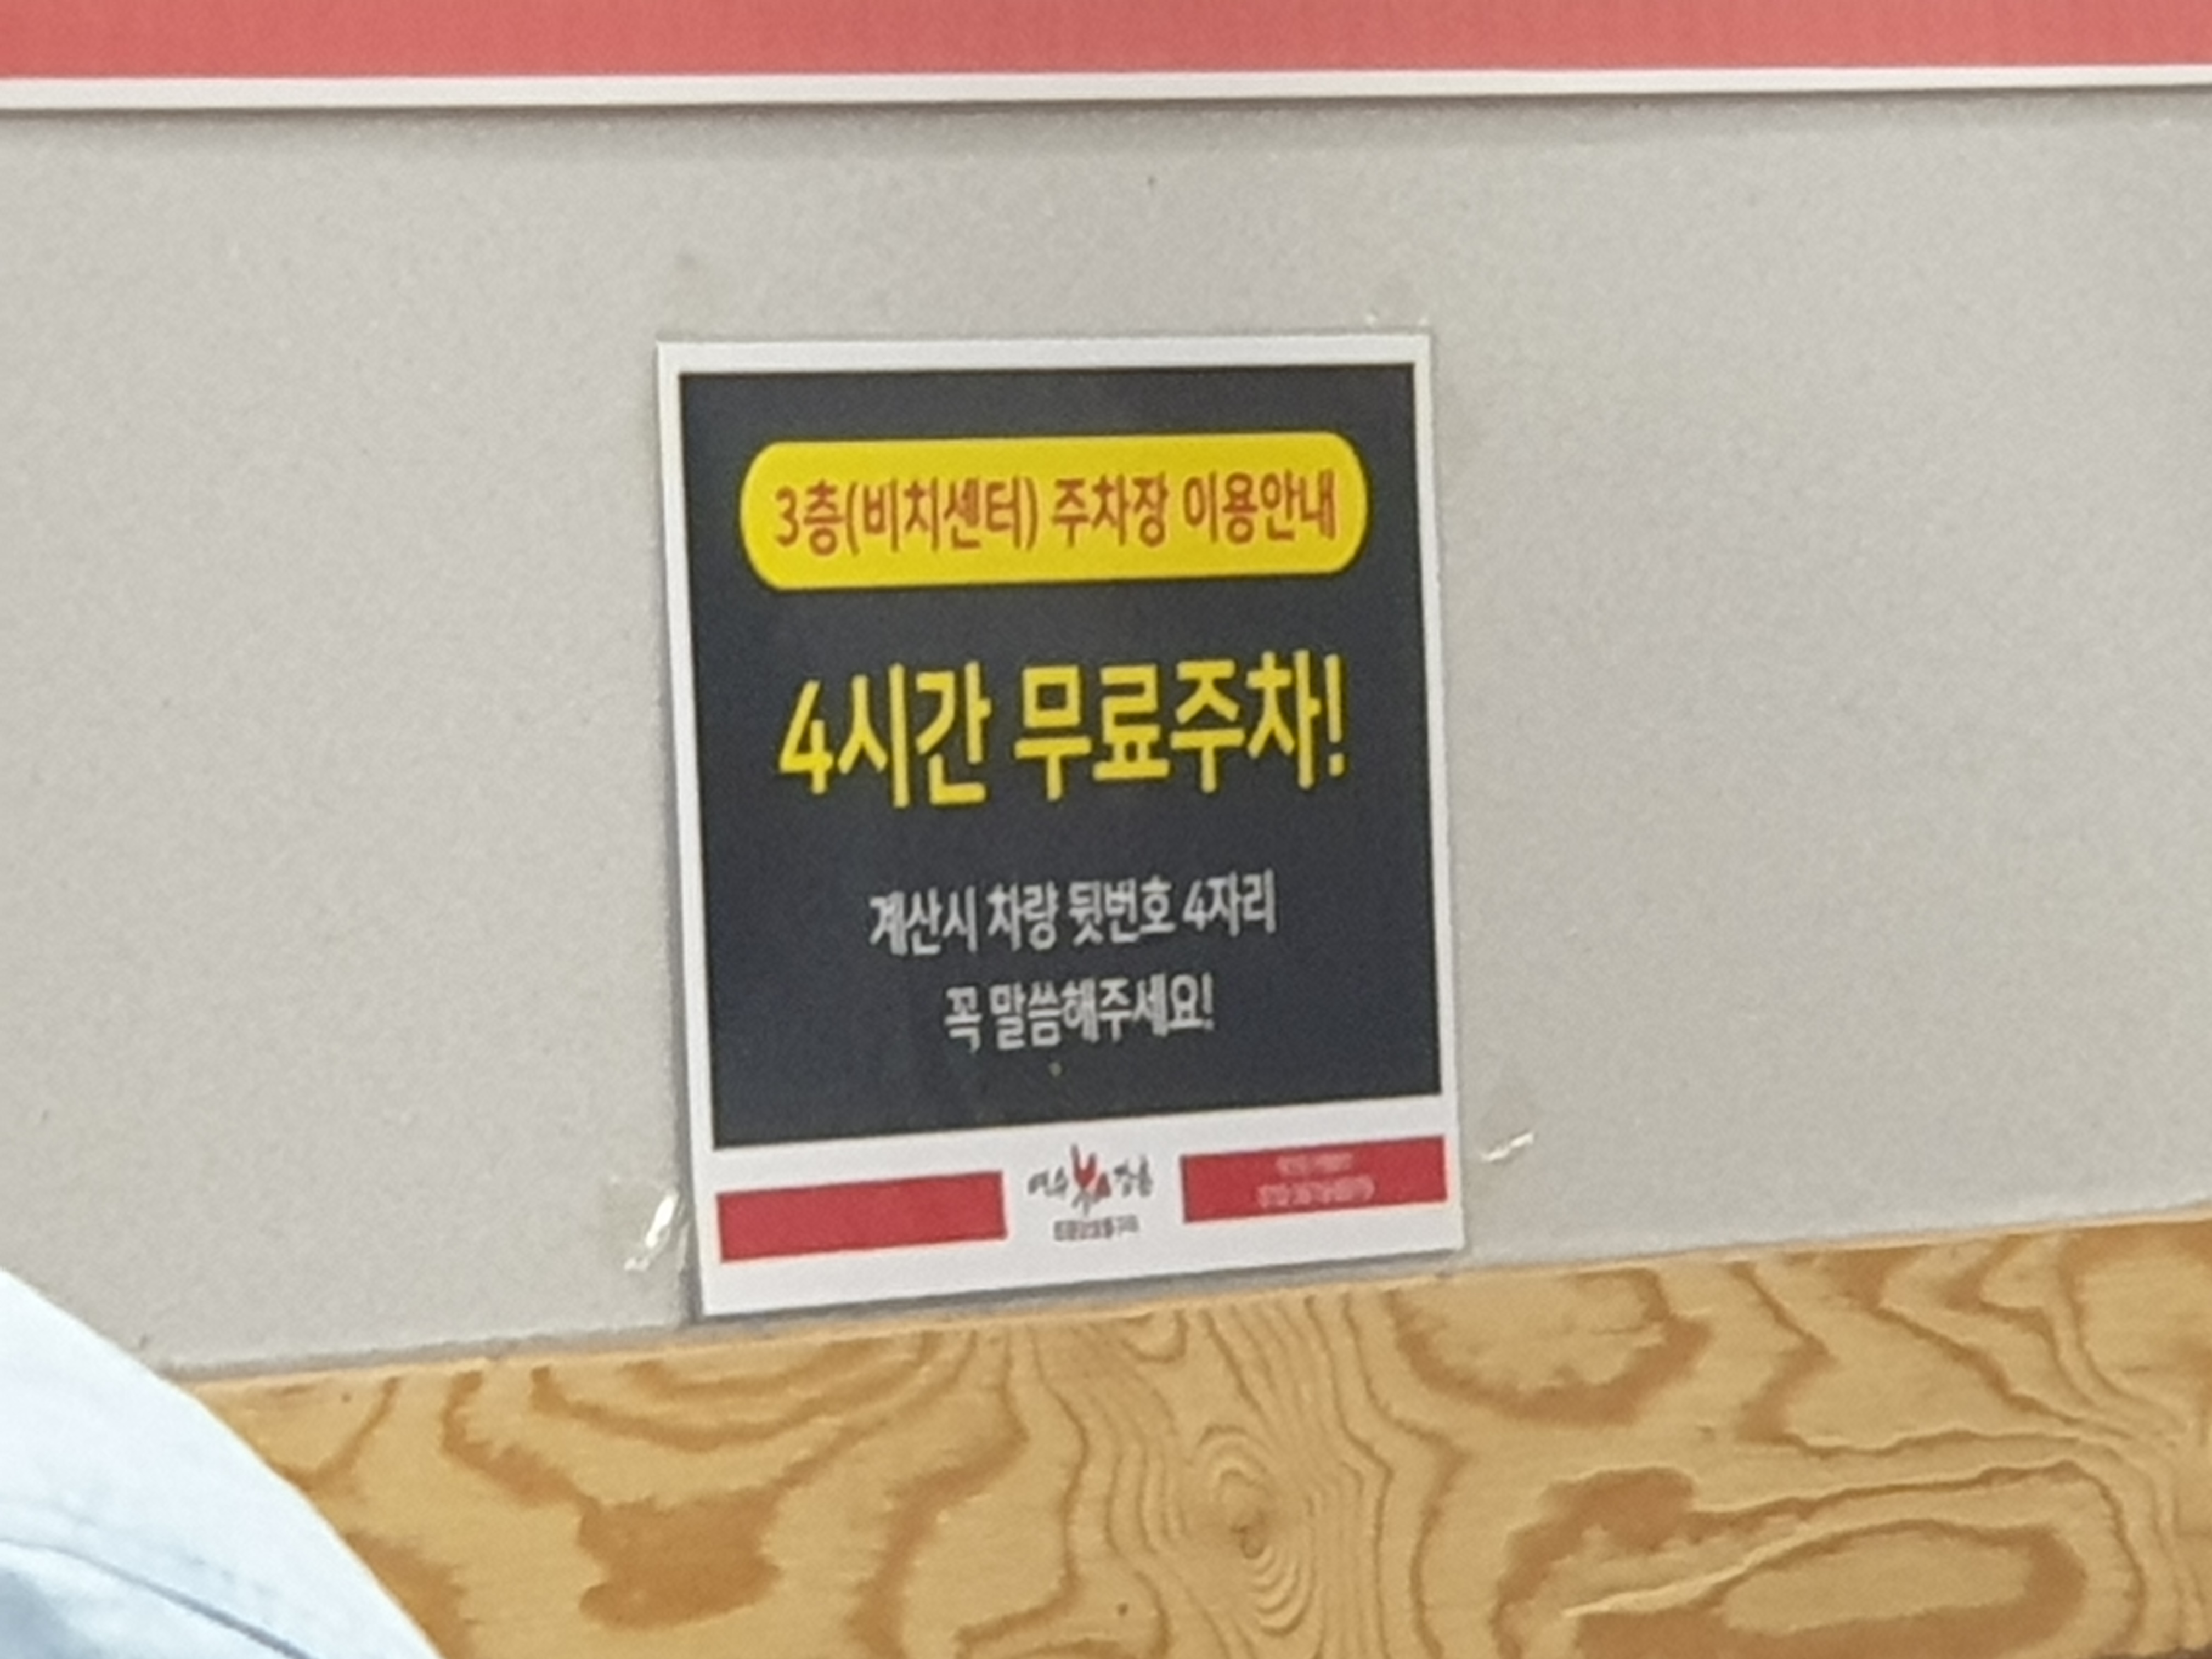 3층(비치센터) 주차장 이용안내
4시간 무료주차!
계산시 차량 뒷번호 4자리
꼭 말씀해주세요!
여수